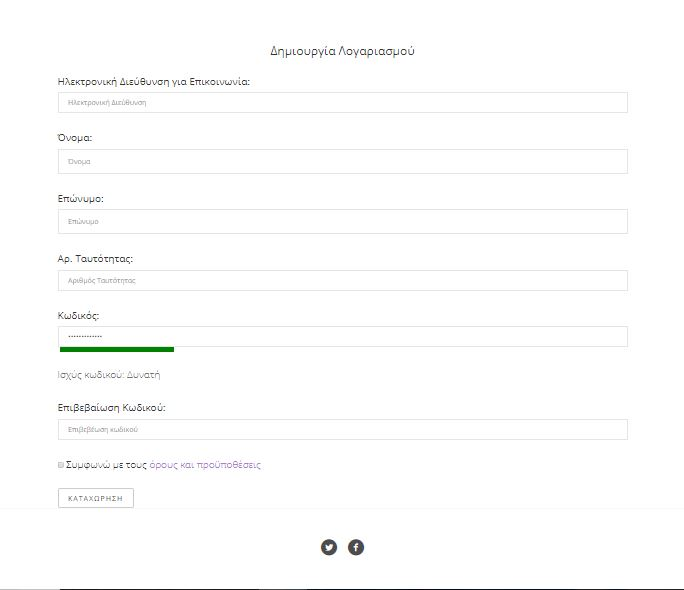 Δημιουργία Λογαριασμού
Ηλεκτρονική Διεύθυνση για Επικοινωνία:
Ηλεκτρονική Διεύθυνση
Όνομα:
Όνομα
Επώνυμο:
Επώνυμο
Αρ. Ταυτότητας:
Αριθμός Ταυτότητας
Κωδικός:
•••••••••••••
Ισχύς κωδικού: Δυνατή
Επιβεβαίωση Κωδικού:
Επιβεβέωση κωδικού
Συμφωνώ με τους όρους και προϋποθέσεις
ΚΑΤΑΧΩΡΗΣΗ